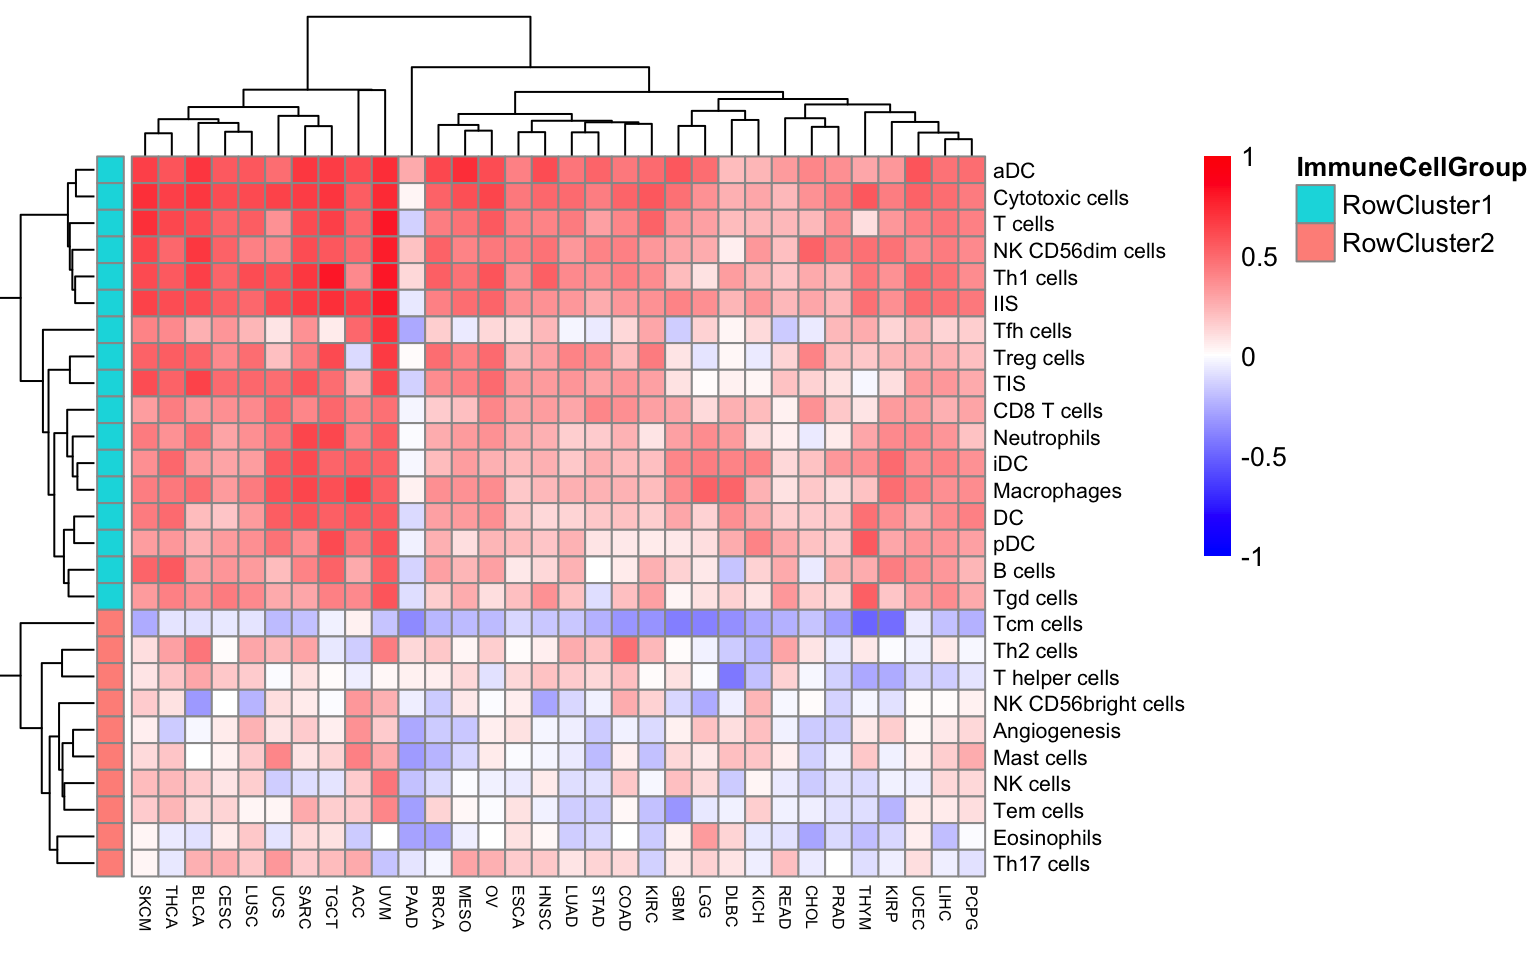 aDC
Cytotoxic cells
T cells
NK CD56dim cells
Th1 cells
IIS
Tfh cells
Treg cells
TIS
CD8 T cells
Neutrophils
iDC
Macrophages
DC
pDC
B cells
Tgd cells
Tcm cells
Th2 cells
T helper cells
NK CD56bright cells
Angiogenesis
Mast cells
NK cells
Tem cells
Eosinophils
Th17 cells
SKCM
THCA
BLCA
CESC
LUSC
UCS
SARC
TGCT
ACC
UVM
PAAD
BRCA
MESO
OV
ESCA
HNSC
LUAD
STAD
COAD
KIRC
GBM
LGG
DLBC
KICH
READ
CHOL
PRAD
THYM
KIRP
UCEC
LIHC
PCPG
1
0.5
0
-0.5
-1
ImmuneCellGroup
RowCluster1
RowCluster2